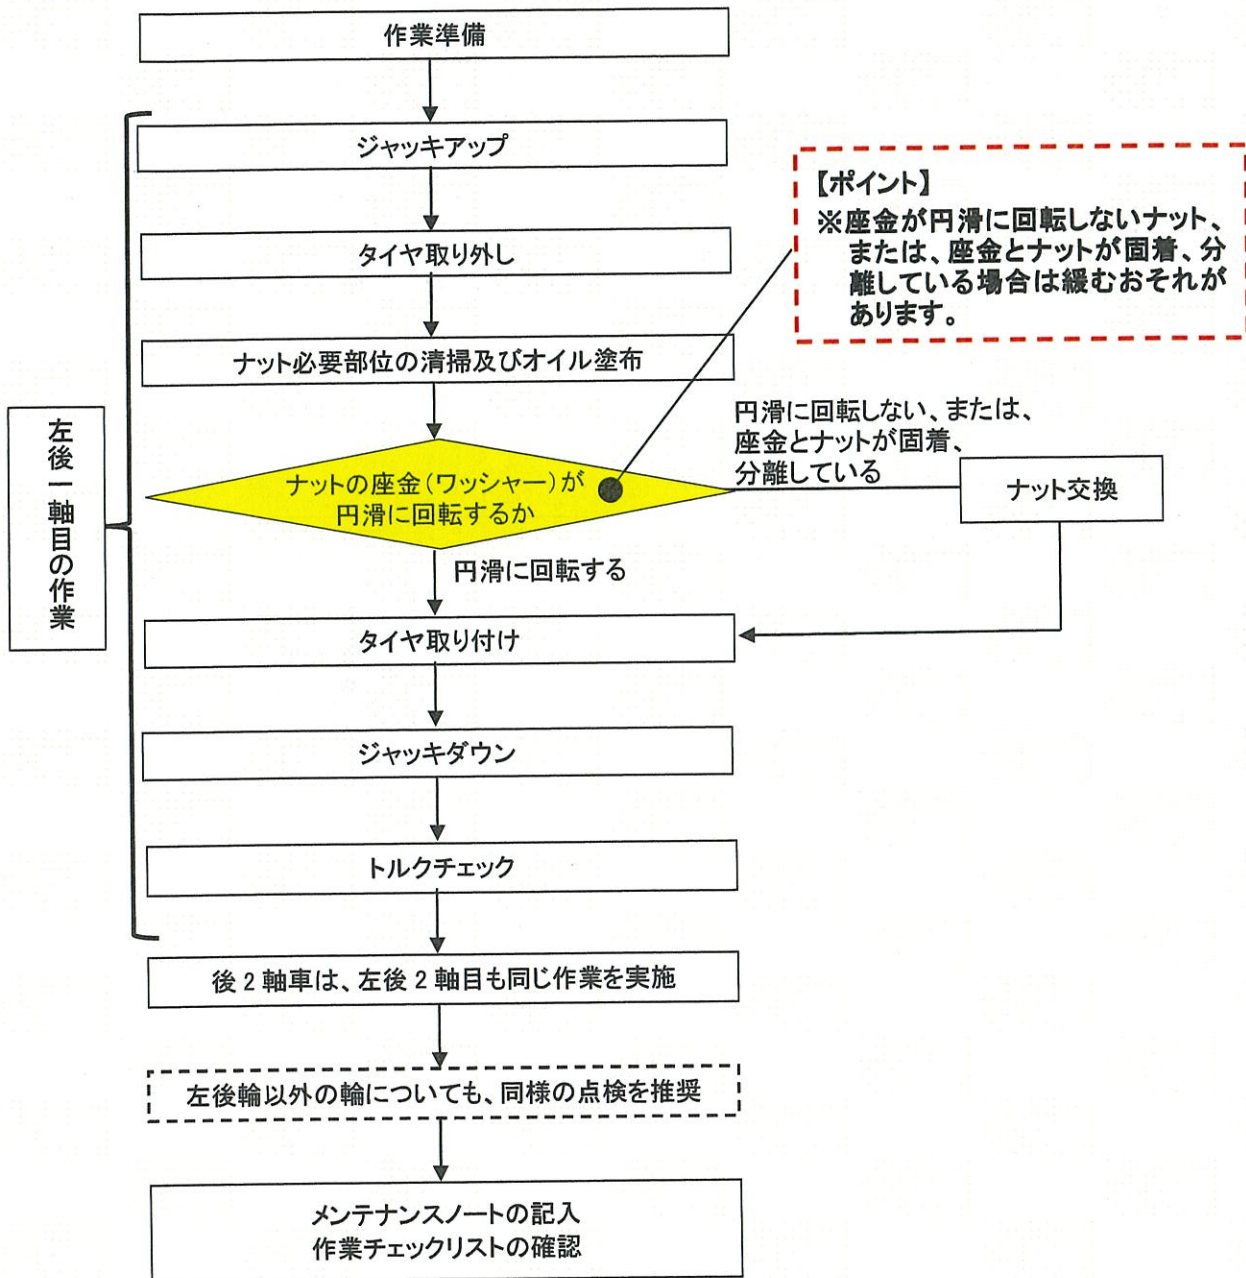 作業準備
ジャッキアップ
タイヤ取り外し
ナット必要部位の清掃及びオイル塗布
【ポイント】
※座金が円滑に回転しないナット、
または、座金とナットが固着、分
離している場合は緩むおそれが
あります。
ナットの座金(ワッシャー)が
円滑に回転するか
円滑に回転しない、または、
座金とナットが固着、
分離している
ナット交換
円滑に回転する
左後一軸目の作業
タイヤ取り付け
ジャッキダウン
トルクチェック
後2軸車は、左後2軸目も同じ作業を実施
左後輪以外の輪についても、同様の点検を推奨
メンテナンスノートの記入
作業チェックリストの確認